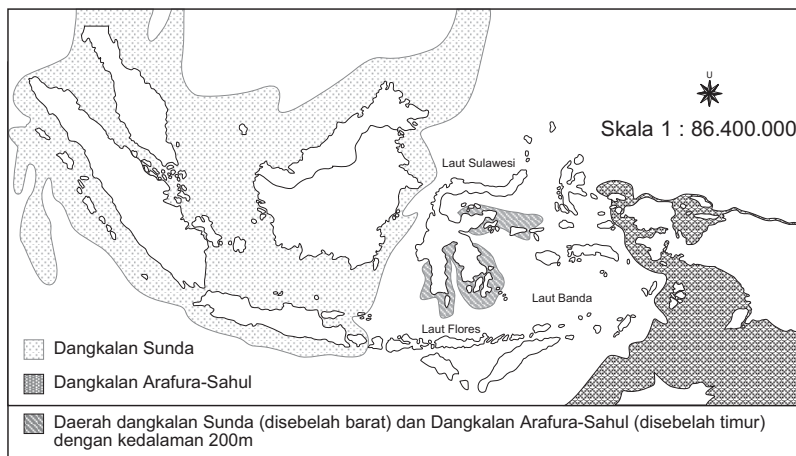 U
Skala 1 : 86.400.000
Laut Sulawesi
Laut Banda
Laut Flores
Dangkalan Sunda
Dangkalan Arafura-Sahul
Daerah dangkalan Sunda (disebelah barat) dan Dangkalan Arafura-Sahul (disebelah timur)
dengan kedalaman 200m